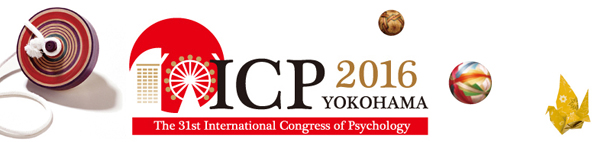 ICP 2016
YOKOHAMA
The 31st International Congress of Psychology